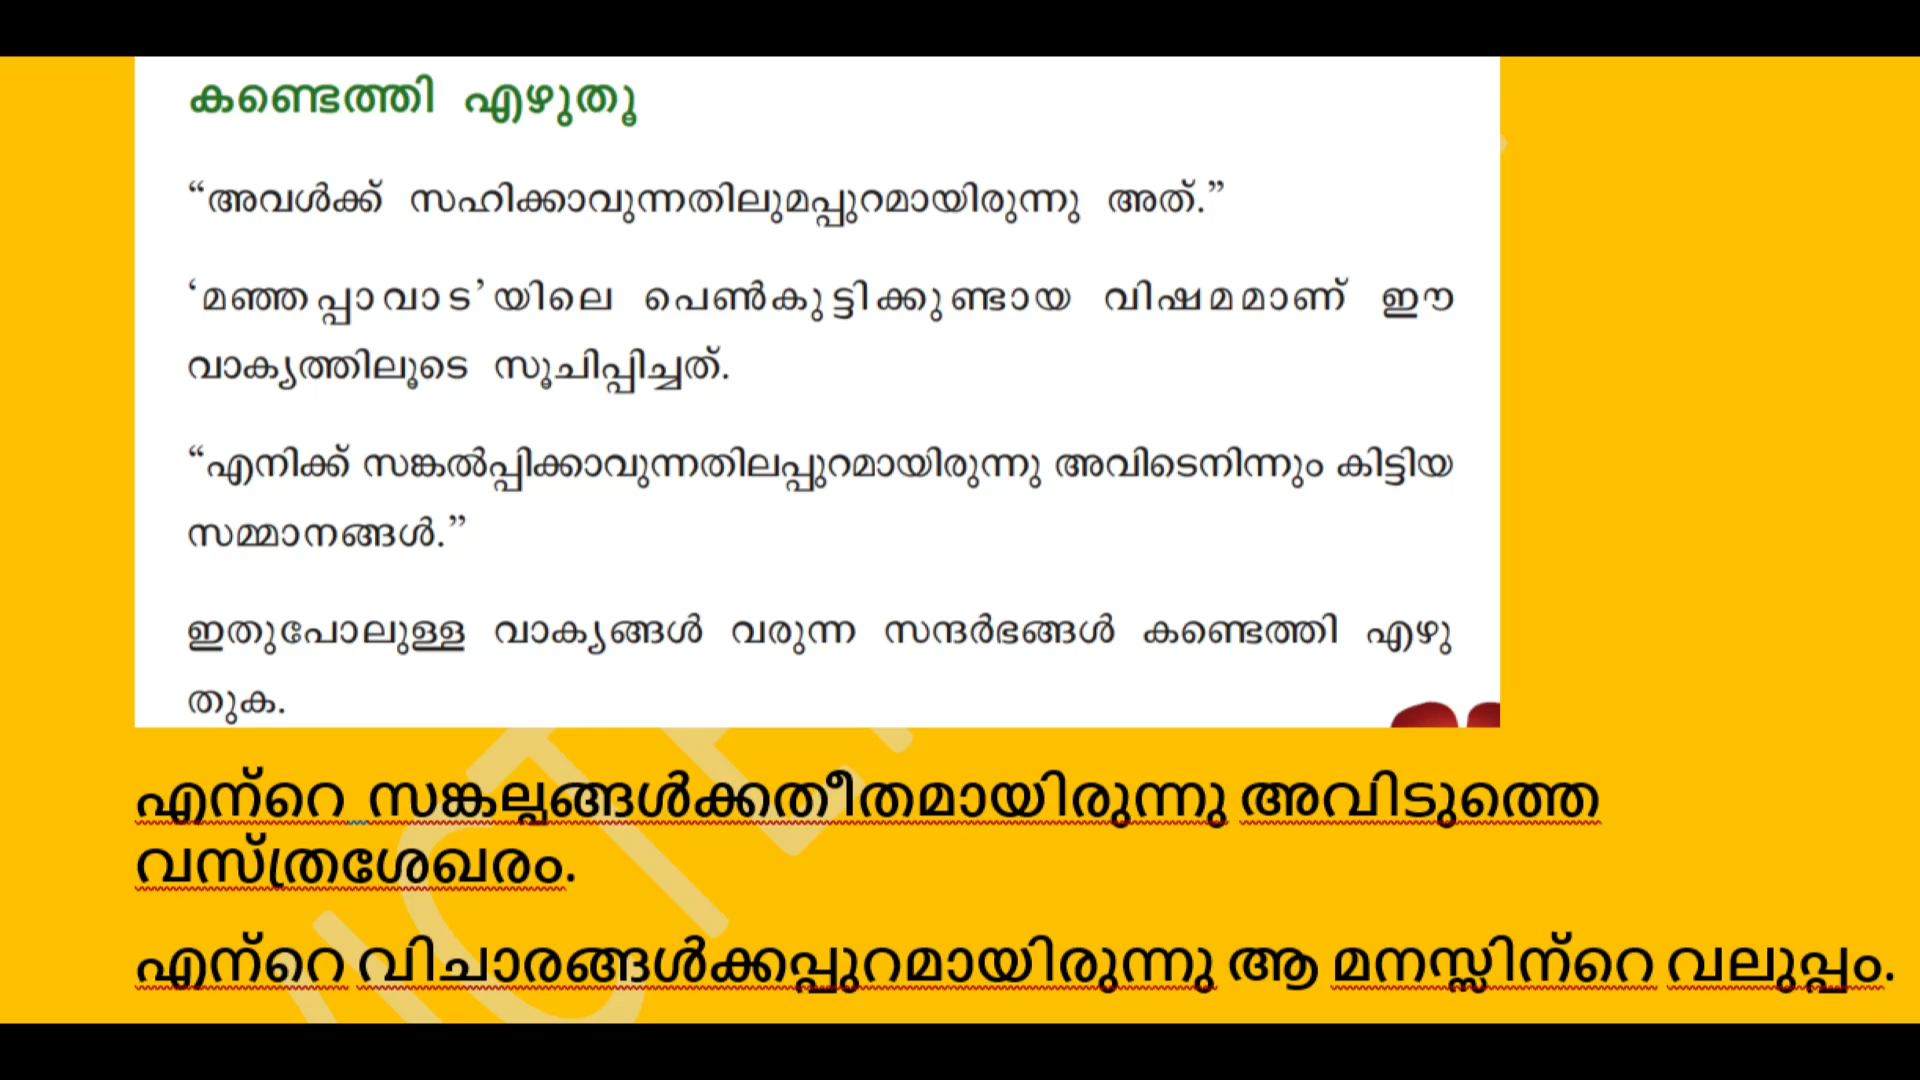 കണ്ടെത്തി എഴുതൂ
“അവൾക്ക് സഹിക്കാവുന്നതിലുമപ്പുറമായിരുന്നു അത്.”
‘മഞ്ഞപ്പാവാട’യിലെ പെൺകുട്ടിക്കുണ്ടായ വിഷമമാണ് ഈ
വാക്യത്തിലൂടെ സൂചിപ്പിച്ചത്.
“എനിക്ക് സങ്കൽപ്പിക്കാവുന്നതിലപ്പുറമായിരുന്നു അവിടെനിന്നും കിട്ടിയ
സമ്മാനങ്ങൾ.”
ഇതുപോലുള്ള വാക്യങ്ങൾ വരുന്ന സന്ദർഭങ്ങൾ കണ്ടെത്തി എഴു
തുക.
എന്റെ സങ്കല്പങ്ങൾക്കതീതമായിരുന്നു അവിടുത്തെ
വസ്ത്രശേഖരം.
എന്റെ വിചാരങ്ങൾക്കപ്പുറമായിരുന്നു ആ മനസ്സിന്റെ വലുപ്പം.